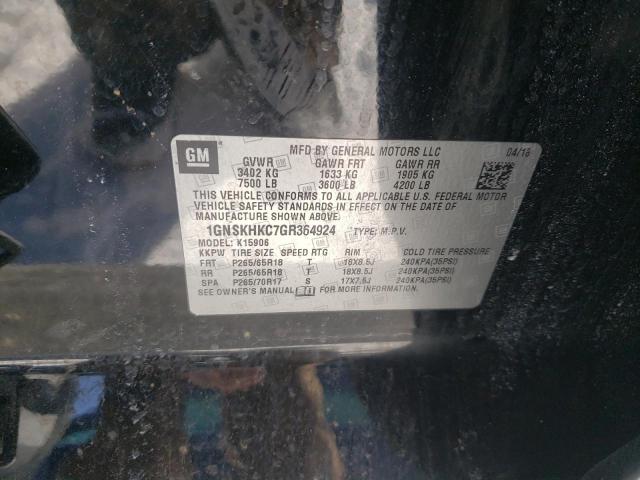 GM
MFD BY GENERAL MOTORS LLC
04/16
GVWR GAWR FRT GAWR RR
3402 KG 1633 KG 1905 KG
7500 LB 3600 LB 4200 LB
THIS VEHICLE CONFORMS TO ALL APPLICABLE U.S. FEDERAL MOTOR
VEHICLE SAFETY STANDARDS IN EFFECT ON THE DATE OF
MANUFACTURE SHOWN ABOVE.
1GNSKHKC7GR364924 TYPE: M.P.V.
MODEL: K15906
KKPW TIRE SIZE SPEED RTG RIM COLD TIRE PRESSURE
FRT P265/65R18 T 18X8.5J 240KPA(35PSI)
RR P265/65R18 T 18X8.5J 240KPA(35PSI)
SPA P265/70R17 S 17X7.5J 240KPA(35PSI)
SEE OWNER'S MANUAL FOR MORE INFORMATION